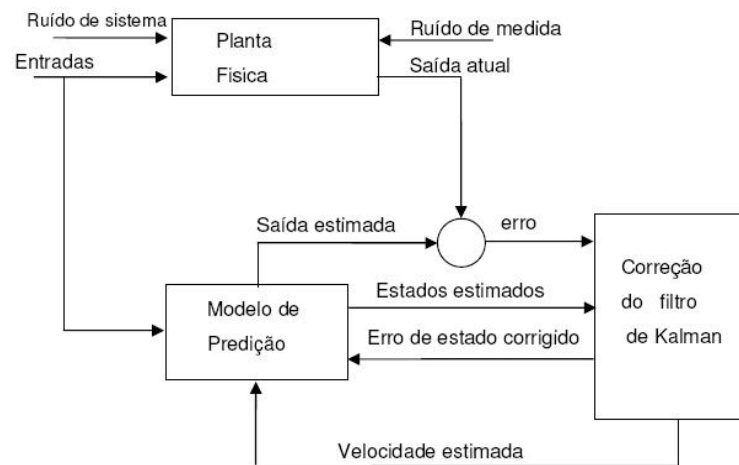 Ruído de sistema
Planta
Fisica
Ruído de medida
Entradas
Saída atual
Saída estimada
erro
Correção
do filtro
de Kalman
Modelo de
Predição
Estados estimados
Erro de estado corrigido
Velocidade estimada